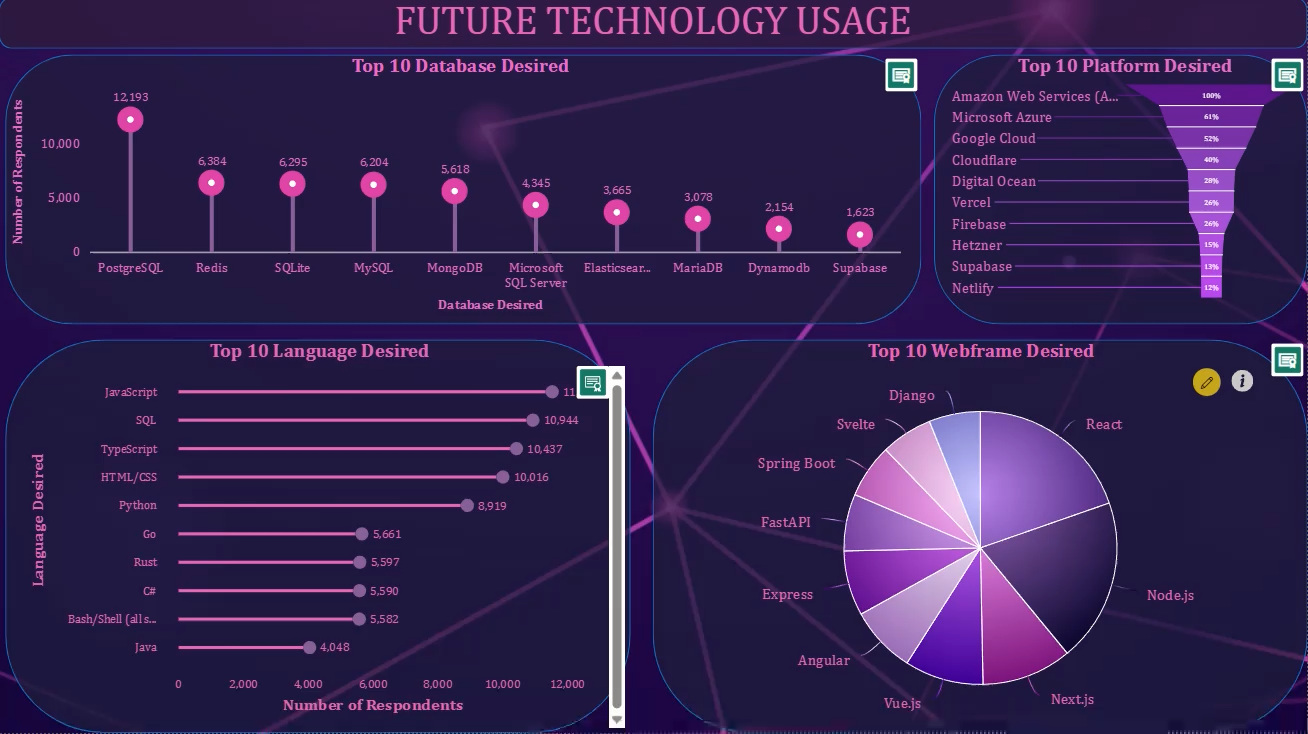 FUTURE TECHNOLOGY USAGE
Top 10 Database Desired
Number of Respondents
10,000
5,000
0
12,193
6,384
6,295
6,204
5,618
4,345
3,665
3,078
2,154
1,623
PostgreSQL
Redis
SQLite
MySQL
MongoDB
Microsoft
SQL Server
Elasticsear...
MariaDB
Dynamodb
Supabase
Database Desired
Top 10 Platform Desired
Amazon Web Services (A... 100%
Microsoft Azure 61%
Google Cloud 52%
Cloudflare 40%
Digital Ocean 28%
Vercel 26%
Firebase 26%
Hetzner 15%
Supabase 13%
Netlify 12%
Top 10 Language Desired
Language Desired
JavaScript 11
SQL 10,944
TypeScript 10,437
HTML/CSS 10,016
Python 8,919
Go 5,661
Rust 5,597
C# 5,590
Bash/Shell (all s... 5,582
Java 4,048
0 2,000 4,000 6,000 8,000 10,000 12,000
Number of Respondents
Top 10 Webframe Desired
Django
React
Svelte
Spring Boot
FastAPI
Express
Node.js
Angular
Vue.js
Next.js